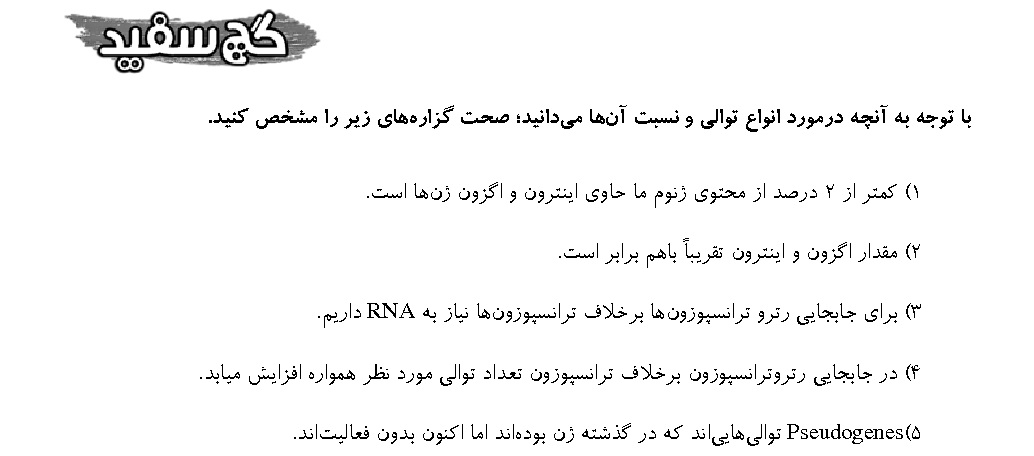 گچ سفید
با توجه به آنچه درمورد انواع توالی و نسبت آن‌ها می‌دانید؛ صحت گزاره‌های زیر را مشخص کنید.
۱) کمتر از ۲ درصد از محتوی ژنوم ما حاوی اینترون و اگزون ژن‌ها است.
۲) مقدار اگزون و اینترون تقریباً باهم برابر است.
۳) برای جابجایی رترو ترانسپوزون‌ها برخلاف ترانسپوزون‌ها نیاز به RNA داریم.
۴) در جابجایی رتروترانسپوزون برخلاف ترانسپوزون تعداد توالی مورد نظر همواره افزایش میابد.
۵)Pseudogenes توالی‌هایی‌اند که در گذشته ژن بوده‌اند اما اکنون بدون فعالیت‌اند.